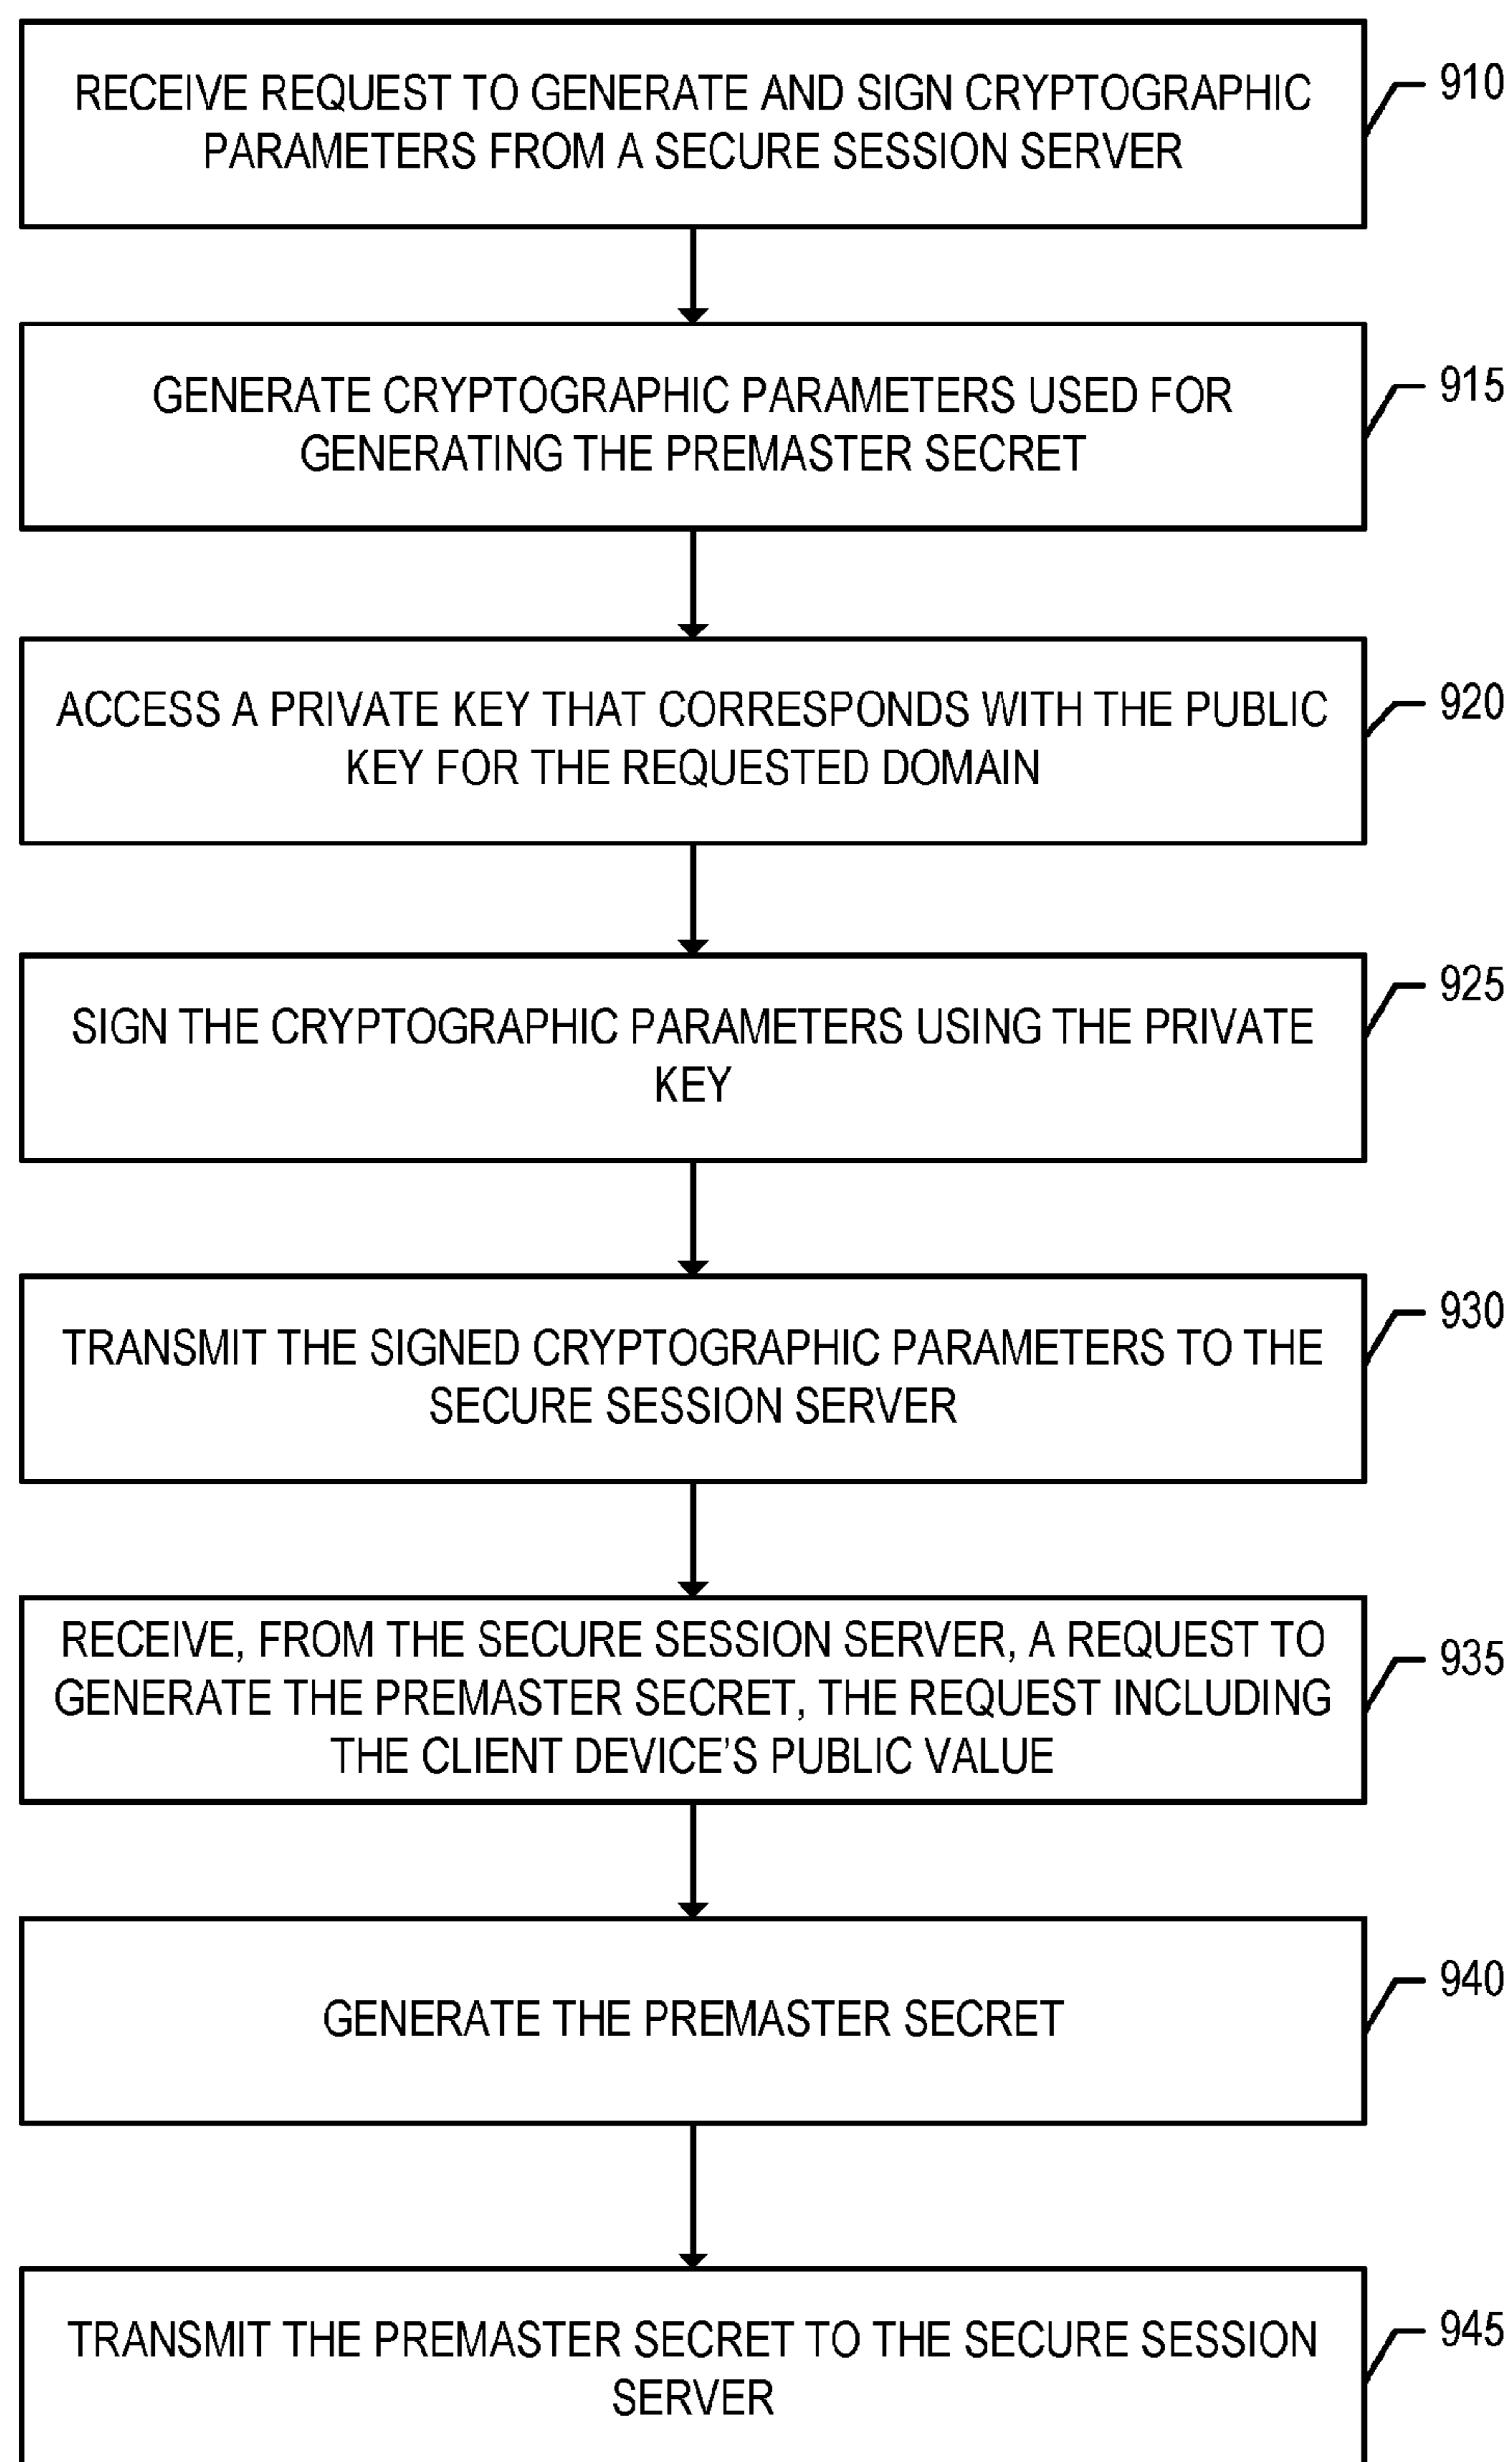 RECEIVE REQUEST TO GENERATE AND SIGN CRYPTOGRAPHIC
PARAMETERS FROM A SECURE SESSION SERVER
910
GENERATE CRYPTOGRAPHIC PARAMETERS USED FOR
GENERATING THE PREMASTER SECRET
915
ACCESS A PRIVATE KEY THAT CORRESPONDS WITH THE PUBLIC
KEY FOR THE REQUESTED DOMAIN
920
SIGN THE CRYPTOGRAPHIC PARAMETERS USING THE PRIVATE
KEY
925
TRANSMIT THE SIGNED CRYPTOGRAPHIC PARAMETERS TO THE
SECURE SESSION SERVER
930
RECEIVE, FROM THE SECURE SESSION SERVER, A REQUEST TO
GENERATE THE PREMASTER SECRET, THE REQUEST INCLUDING
THE CLIENT DEVICE'S PUBLIC VALUE
935
GENERATE THE PREMASTER SECRET
940
TRANSMIT THE PREMASTER SECRET TO THE SECURE SESSION
SERVER
945